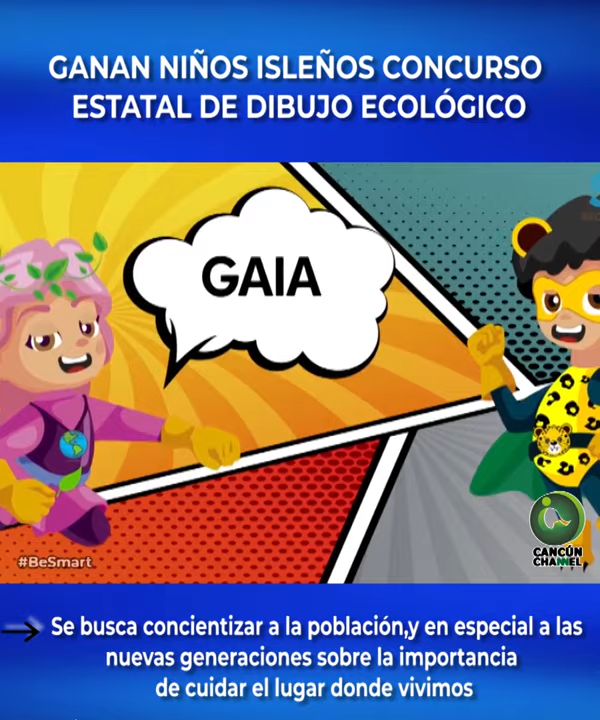 GANAN NIÑOS ISLEÑOS CONCURSO
ESTATAL DE DIBUJO ECOLÓGICO
GAIA
#BeSmart
CANCÚN
CHANNEL
Se busca concientizar a la población,y en especial a las
nuevas generaciones sobre la importancia
de cuidar el lugar donde vivimos